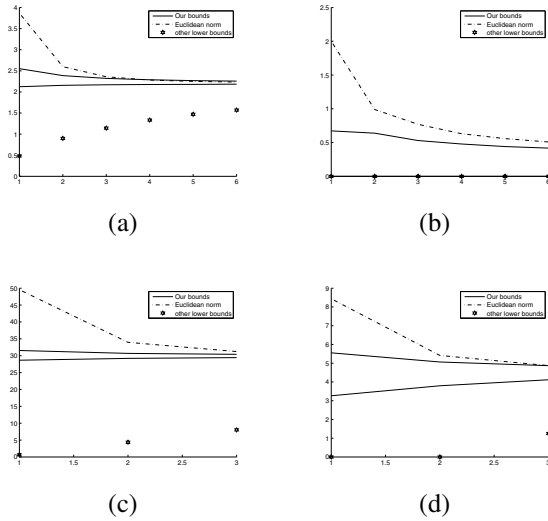 4
3.5
3
2.5
2
1.5
1
0.5
0
1 2 3 4 5 6
Our bounds
Euclidean norm
other lower bounds
(a)
2.5
2
1.5
1
0.5
0
1 2 3 4 5 6
Our bounds
Euclidean norm
other lower bounds
(b)
50
45
40
35
30
25
20
15
10
5
0
1 1.5 2 2.5 3
Our bounds
Euclidean norm
other lower bounds
(c)
9
8
7
6
5
4
3
2
1
0
1 1.5 2 2.5 3
Our bounds
Euclidean norm
other lower bounds
(d)